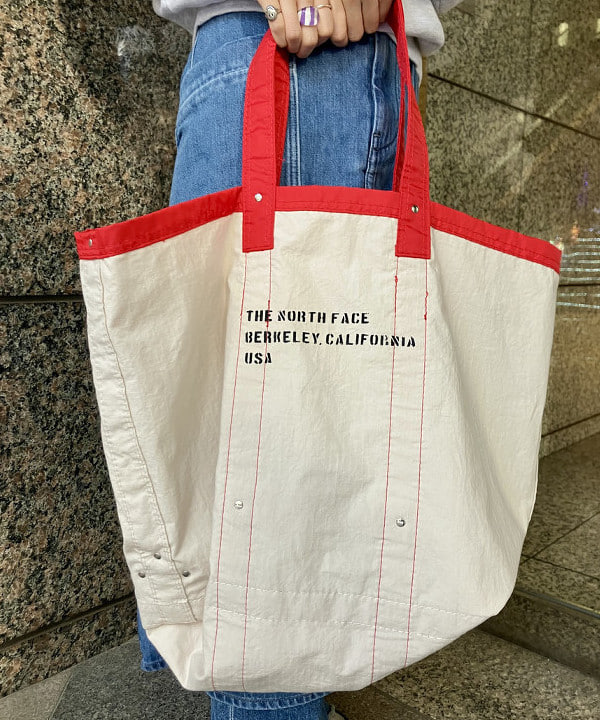 THE NORTH FACE
BERKELEY, CALIFORNIA
USA